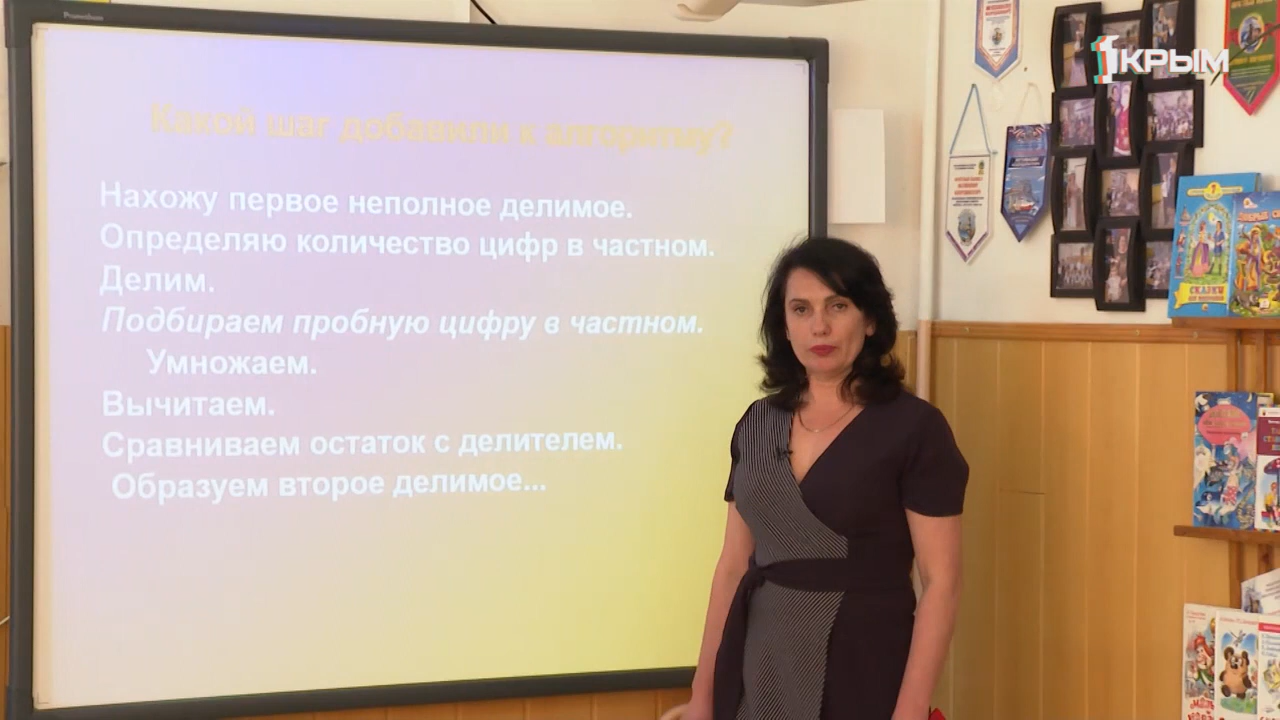 Promethean
1КРЫМ
Какой шаг добавили к алгоритму?
Нахожу первое неполное делимое.
Определяю количество цифр в частном.
Делим.
Подбираем пробную цифру в частном.
Умножаем.
Вычитаем.
Сравниваем остаток с делителем.
Образуем второе делимое...
СКАЗКИ